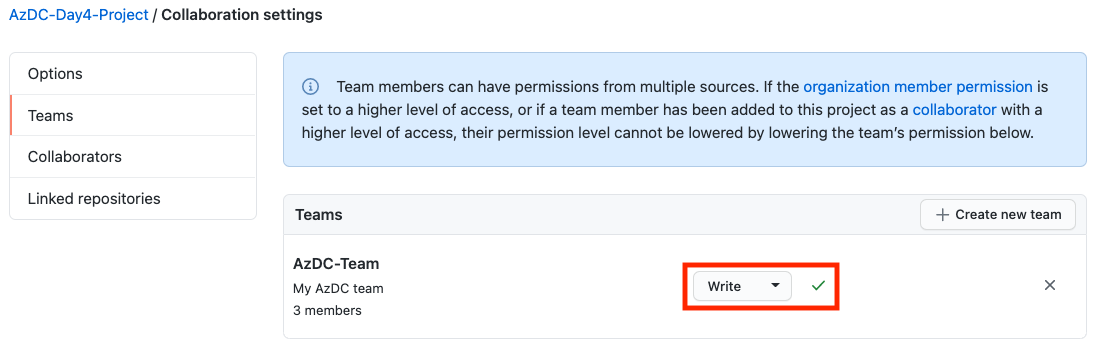 AzDC-Day4-Project / Collaboration settings
Options
Teams
Collaborators
Linked repositories
Team members can have permissions from multiple sources. If the organization member permission is
set to a higher level of access, or if a team member has been added to this project as a collaborator with a
higher level of access, their permission level cannot be lowered by lowering the team’s permission below.
Teams
Create new team
AzDC-Team
My AzDC team
3 members
Write